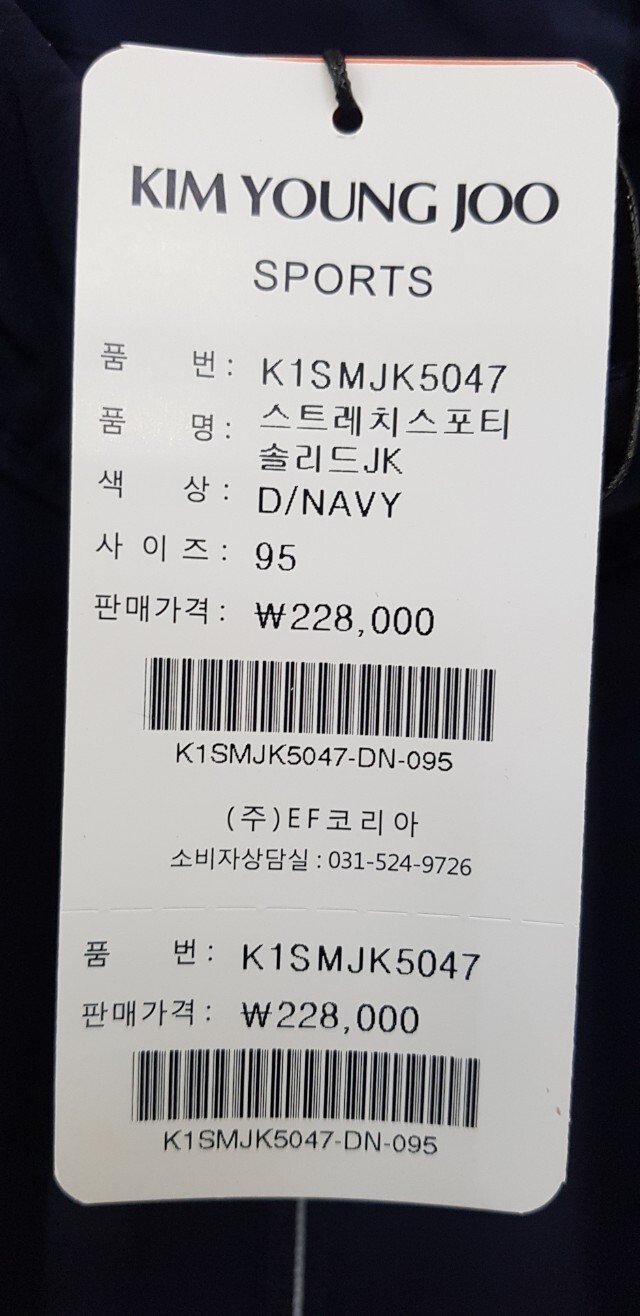 KIM YOUNG JOO
SPORTS
품 번 : K1SMJK5047
품 명 : 스트레치스포티
솔리드JK
색 상 : D/NAVY
사 이 즈 : 95
판매가격 : ₩228,000
K1SMJK5047-DN-095
(주)EF코리아
소비자상담실 : 031-524-9726
품 번 : K1SMJK5047
판매가격 : ₩228,000
K1SMJK5047-DN-095